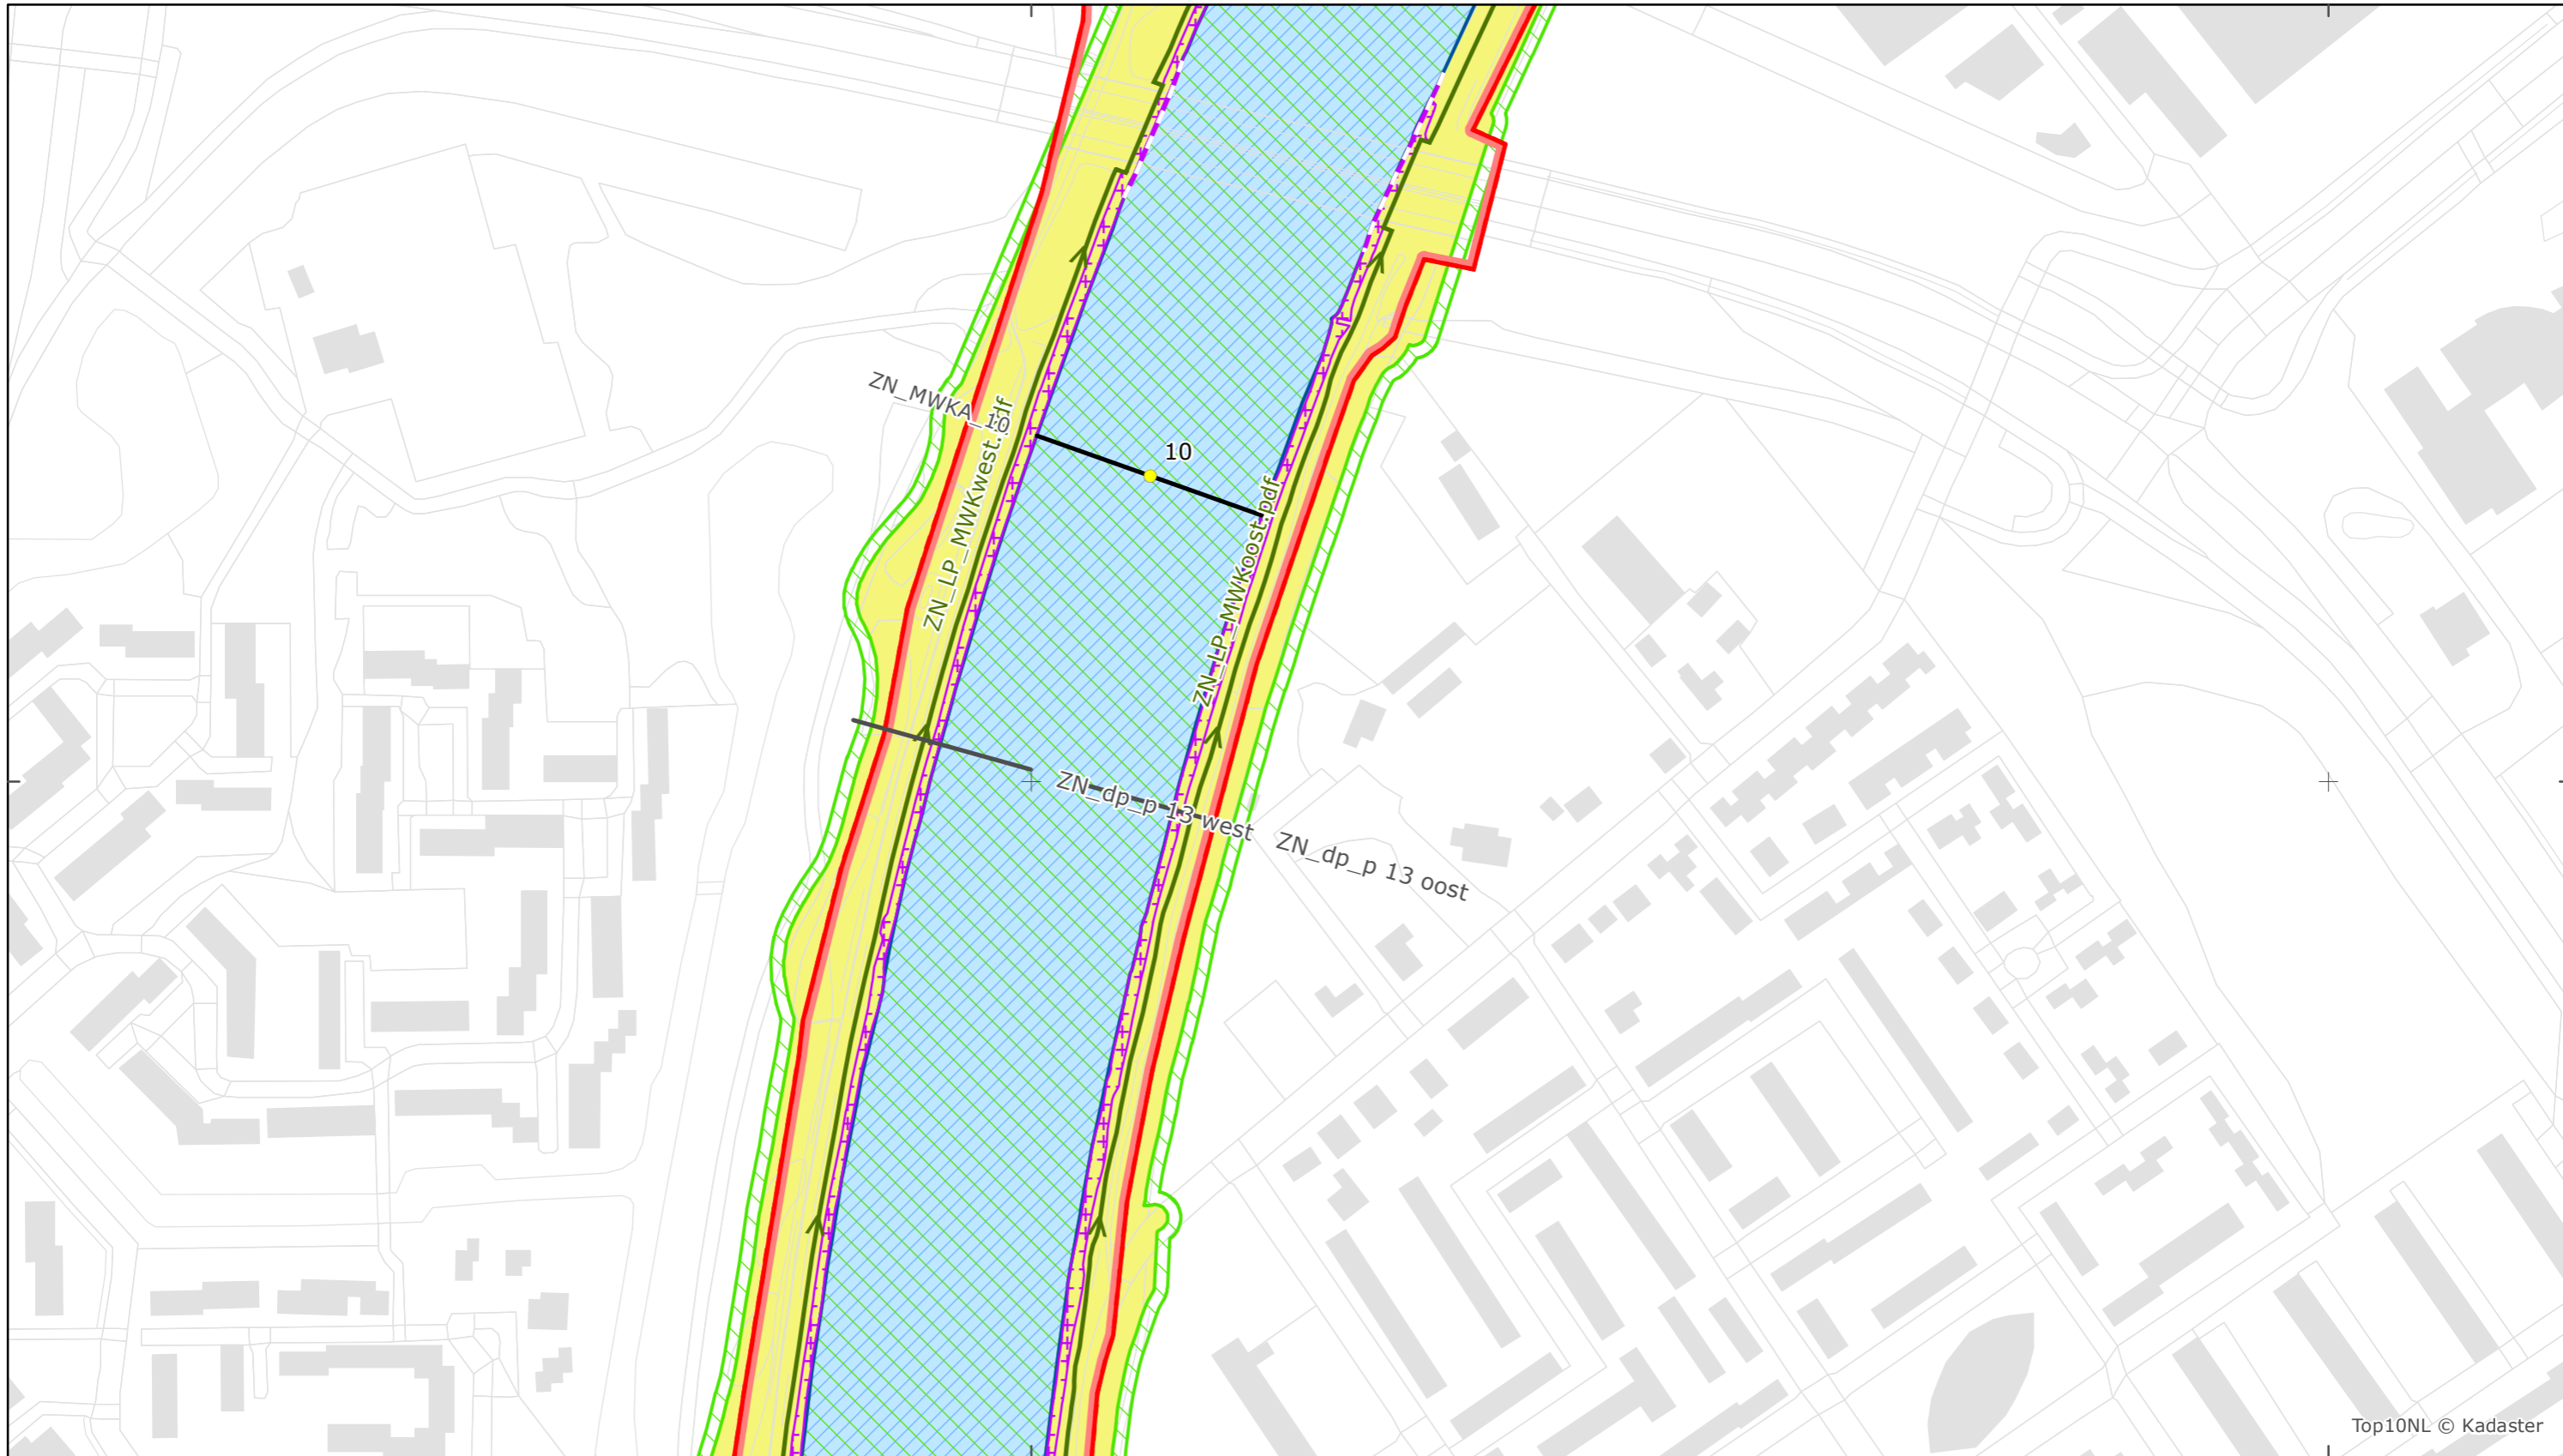 ZN_MWKA_10
10
ZN_LP_MWKwest.pdf
ZN_LP_MWKoost.pdf
ZN_dp_p 13 west
ZN_dp_p 13 oost
Top10NL © Kadaster